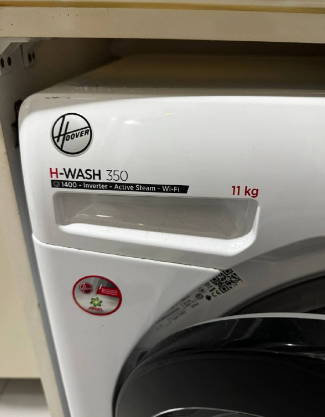 HOOVER
H-WASH 350
1400 - Inverter - Active Steam - Wi-Fi
11 kg